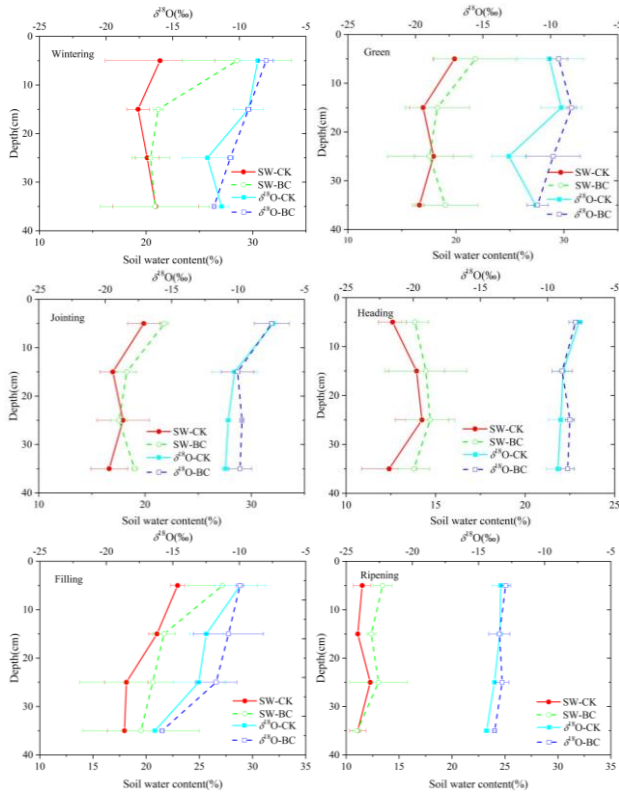 δ¹⁸O(‰)
-25 -20 -15 -10 -5
Wintering
Depth(cm)
0
10
20
30
40
SW-CK
SW-BC
δ¹⁸O-CK
δ¹⁸O-BC
10 20 30
Soil water content(%)
δ¹⁸O(‰)
-25 -20 -15 -10 -5
Green
Depth(cm)
0
10
20
30
40
SW-CK
SW-BC
δ¹⁸O-CK
δ¹⁸O-BC
10 20 30
Soil water content(%)
δ¹⁸O(‰)
-25 -20 -15 -10 -5
Jointing
Depth(cm)
0
10
20
30
40
SW-CK
SW-BC
δ¹⁸O-CK
δ¹⁸O-BC
10 20 30
Soil water content(%)
δ¹⁸O(‰)
-25 -20 -15 -10 -5
Heading
Depth(cm)
0
10
20
30
40
SW-CK
SW-BC
δ¹⁸O-CK
δ¹⁸O-BC
10 15 20 25
Soil water content(%)
δ¹⁸O(‰)
-25 -20 -15 -10 -5
Filling
Depth(cm)
0
10
20
30
40
SW-CK
SW-BC
δ¹⁸O-CK
δ¹⁸O-BC
10 15 20 25 30 35
Soil water content(%)
δ¹⁸O(‰)
-25 -20 -15 -10 -5
Ripening
Depth(cm)
0
10
20
30
40
SW-CK
SW-BC
δ¹⁸O-CK
δ¹⁸O-BC
10 15 20 25 30 35
Soil water content(%)